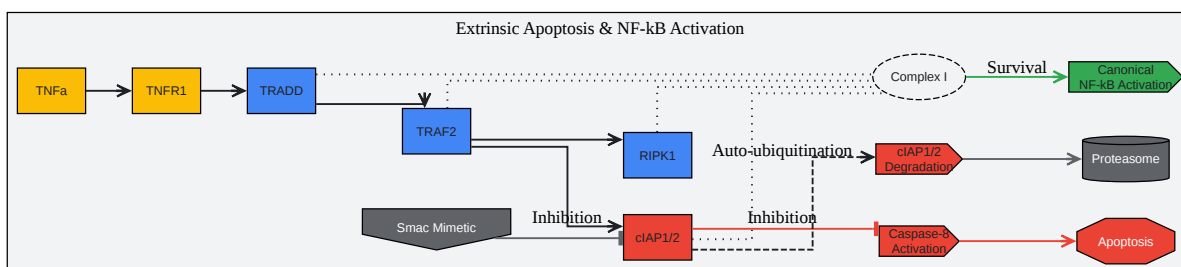 Extrinsic Apoptosis & NF-kB Activation
TNFa
TNFR1
TRADD
Complex I
Survival
Canonical
NF-kB Activation
TRAF2
RIPK1
Auto-ubiquitination
cIAP1/2
Degradation
Proteasome
Smac Mimetic
Inhibition
cIAP1/2
Inhibition
Caspase-8
Activation
Apoptosis